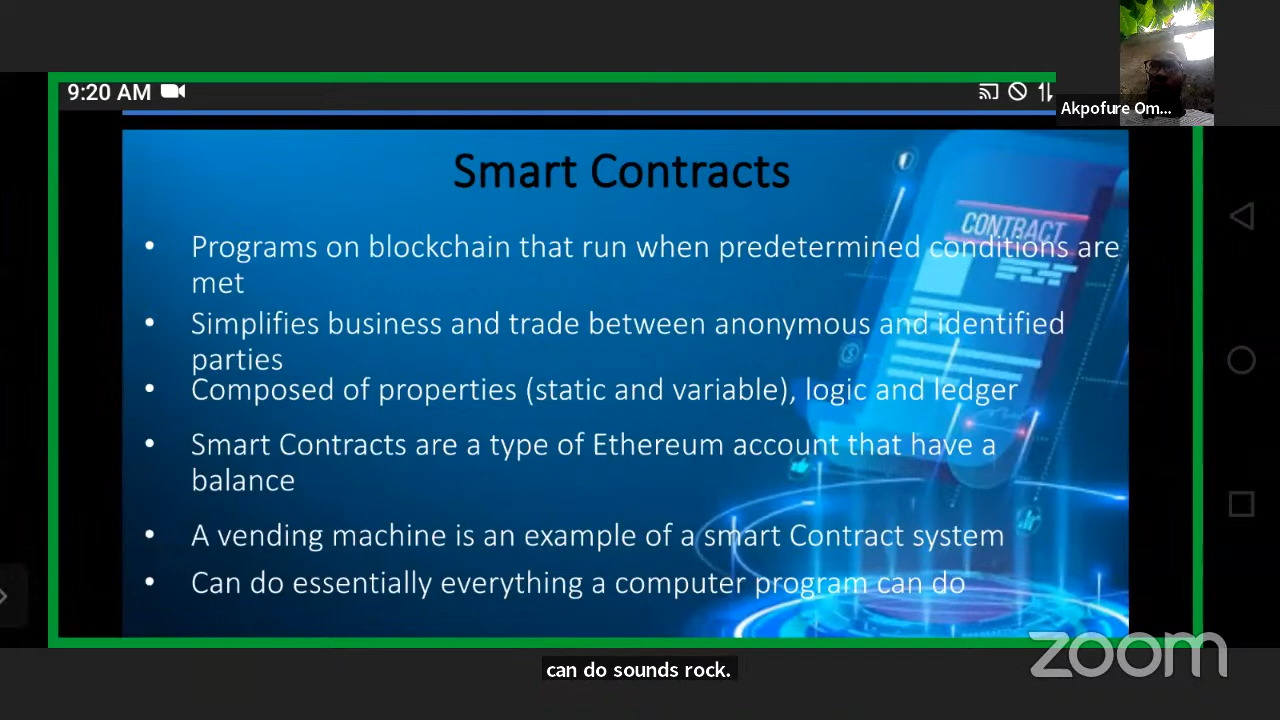 9:20 AM
Akpofure Om...
Smart Contracts
CONTRACT
• Programs on blockchain that run when predetermined conditions are
met
• Simplifies business and trade between anonymous and identified
parties
• Composed of properties (static and variable), logic and ledger
• Smart Contracts are a type of Ethereum account that have a
balance
• A vending machine is an example of a smart Contract system
• Can do essentially everything a computer program can do
zoom
can do sounds rock.